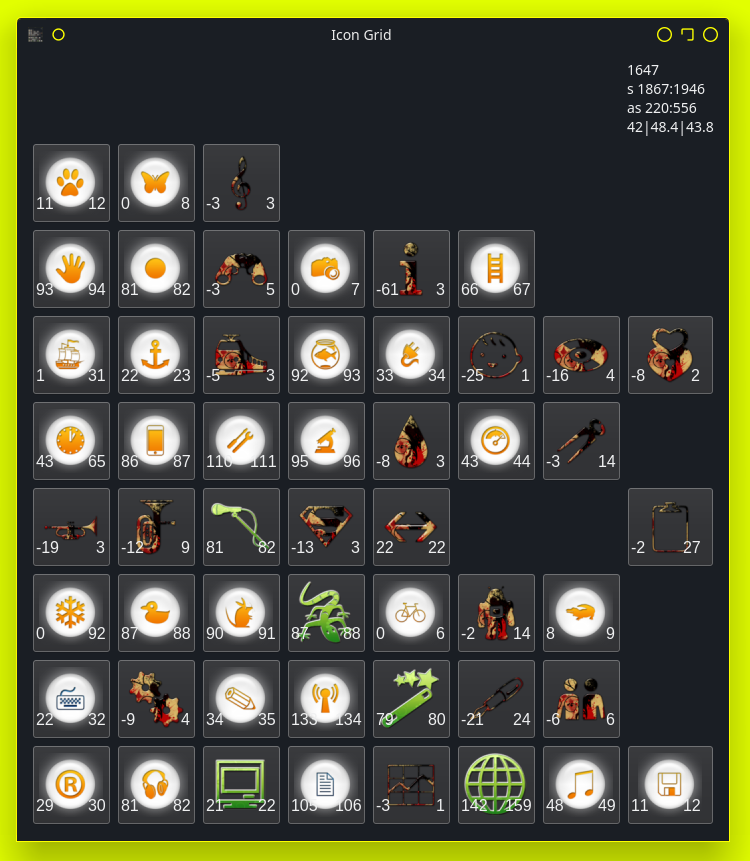 Icon Grid
1647
s 1867:1946
as 220:556
42|48.4|43.8
11 12 0 8 -3 3
93 94 81 82 -3 5 0 7 -61 3 66 67
1 31 22 23 -5 3 92 93 33 34 -25 1 -16 4 -8 2
43 65 86 87 110 111 95 96 -8 3 43 44 -3 14
-19 3 -12 9 81 82 -13 3 22 22 -2 27
0 92 87 88 90 91 87 88 0 6 -2 14 8 9
22 32 -9 4 34 35 133 134 79 80 -21 24 -6 6
R
29 30 81 82 21 22 105 106 -3 1 142 159 48 49 11 12